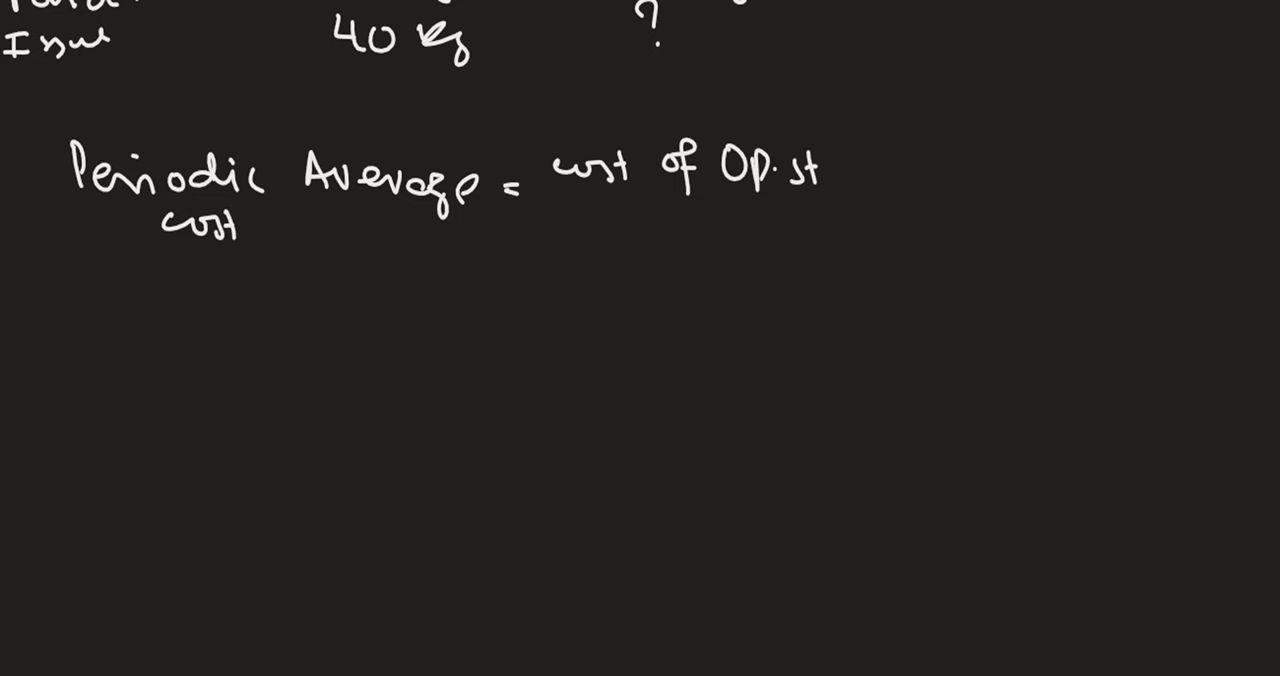 Issue 40 kg ?
Periodic Average = cost of Op. st
cost